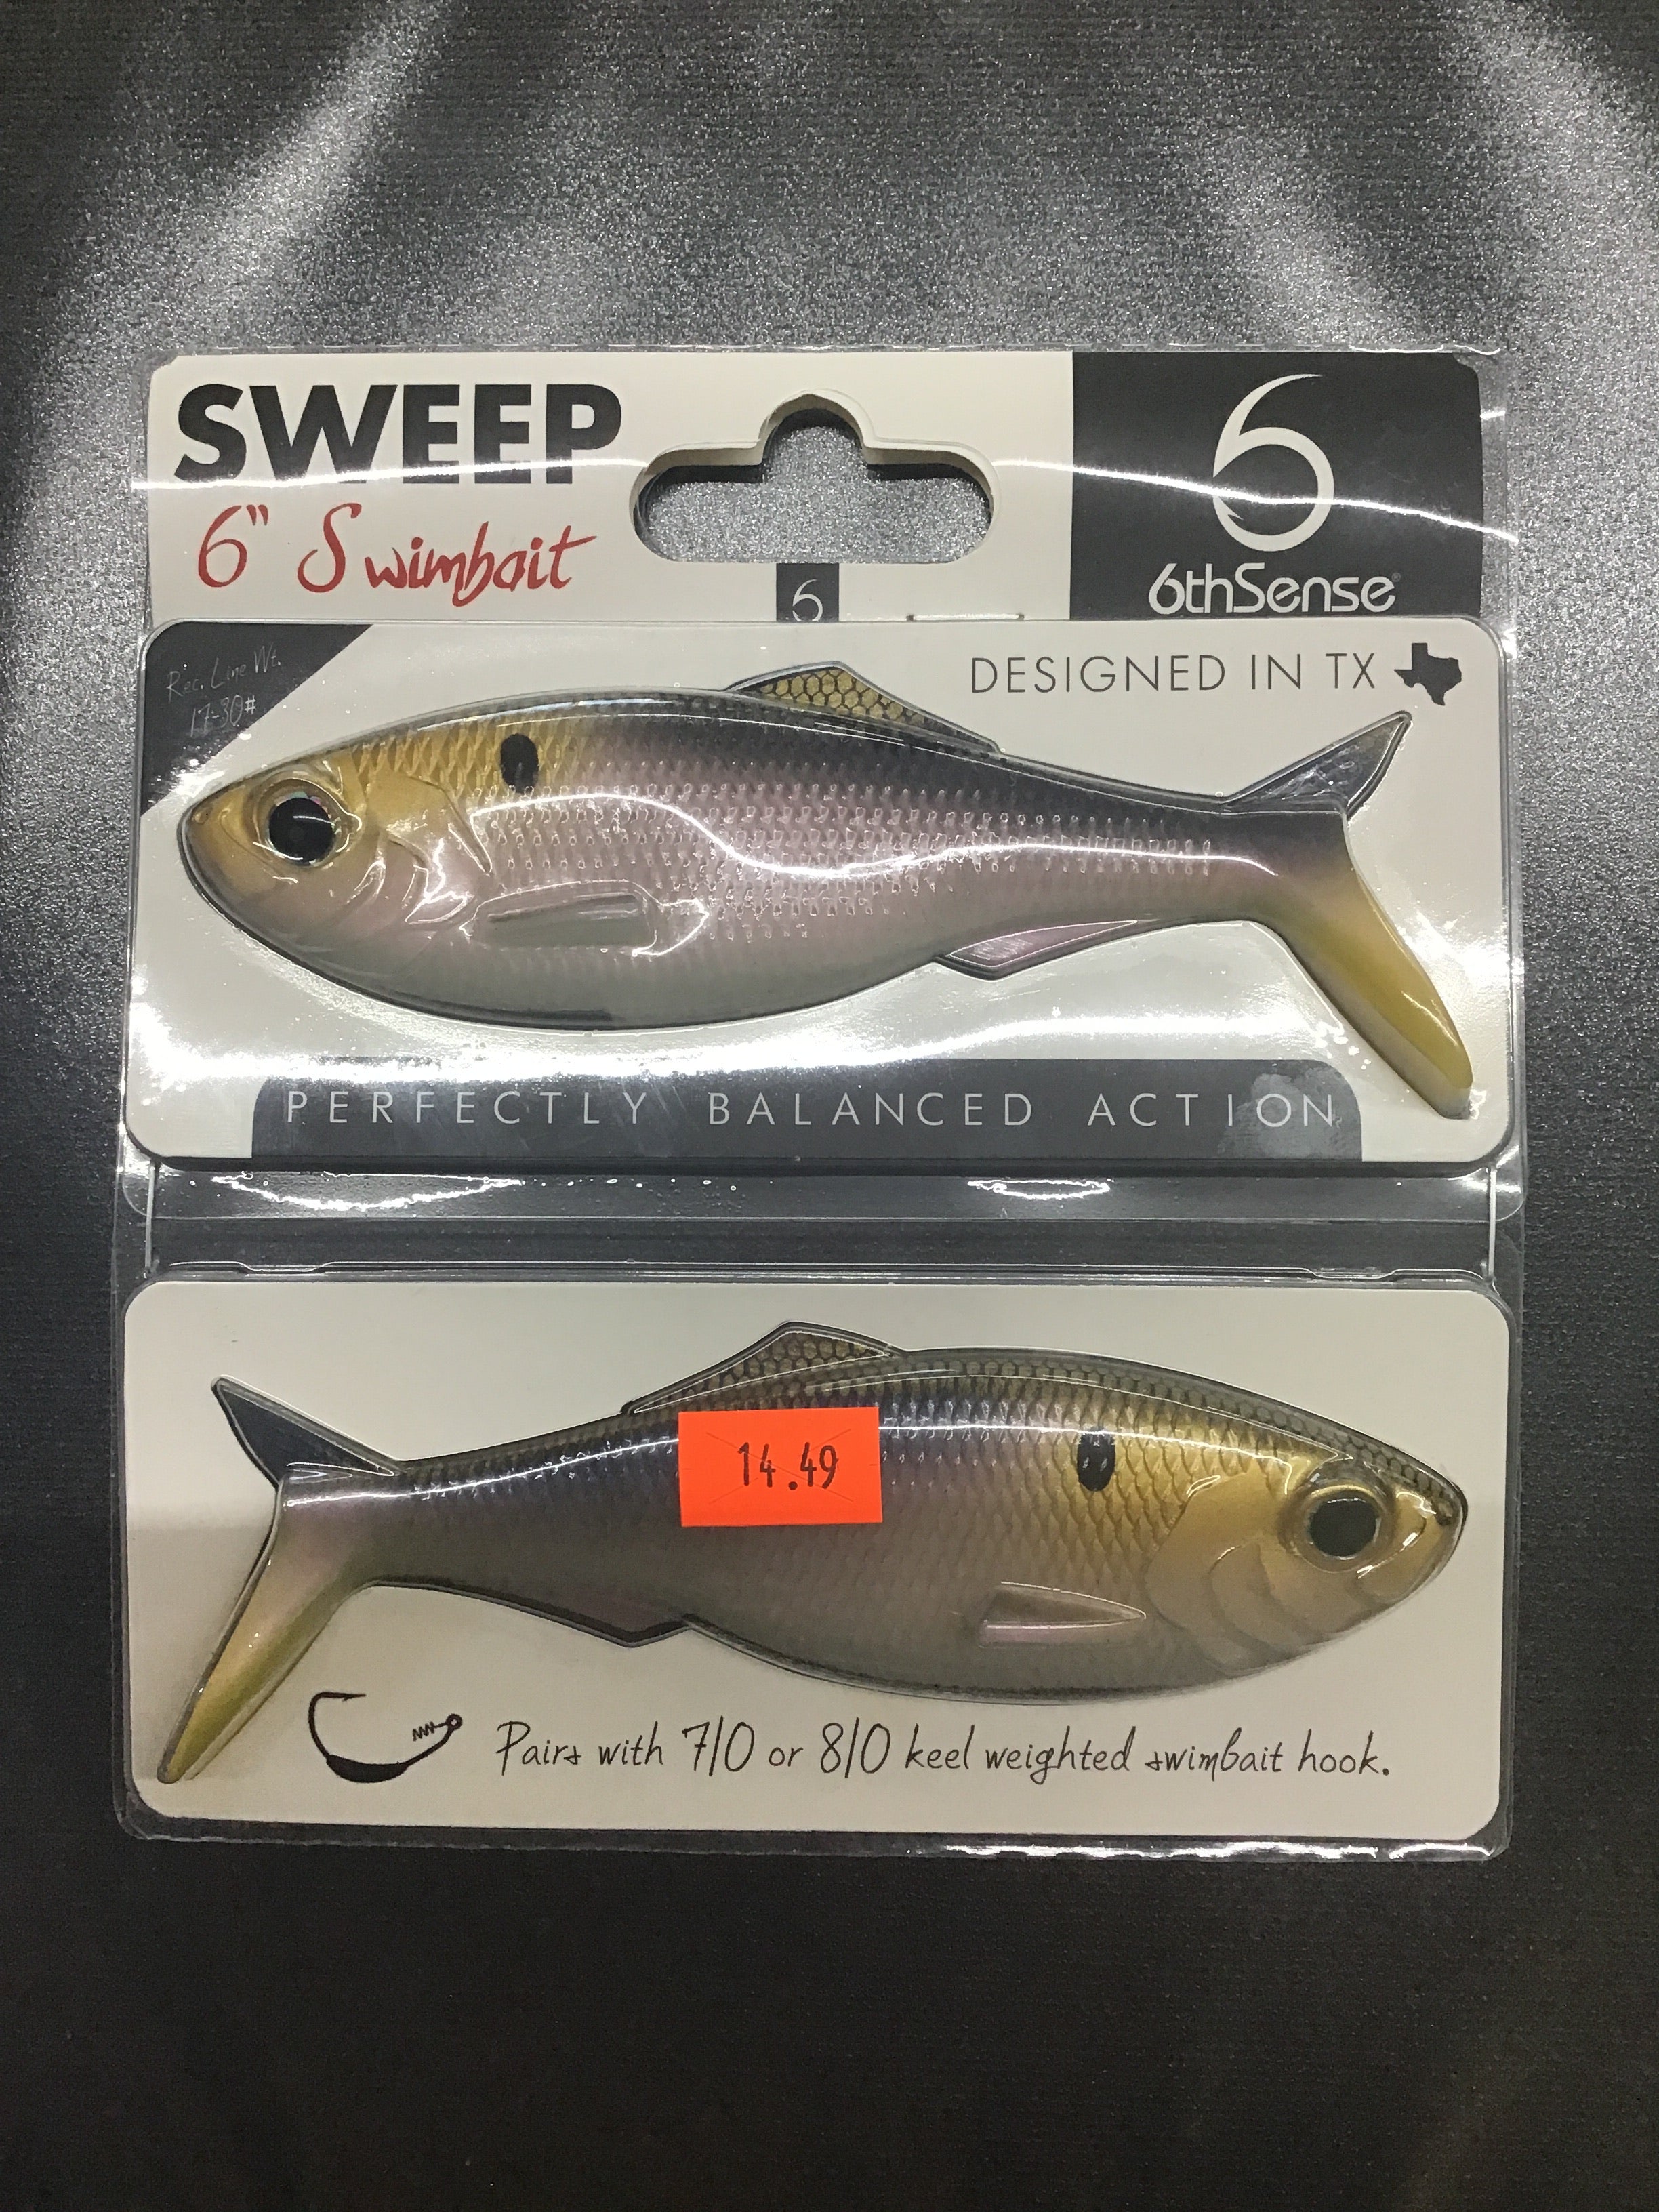 SWEEP
6" Swimbait
6
6thSense
6
Rec. Line Wt.
17-30#
DESIGNED IN TX
PERFECTLY BALANCED ACTION
14.49
Pairs with 7/0 or 8/0 keel weighted swimbait hook.